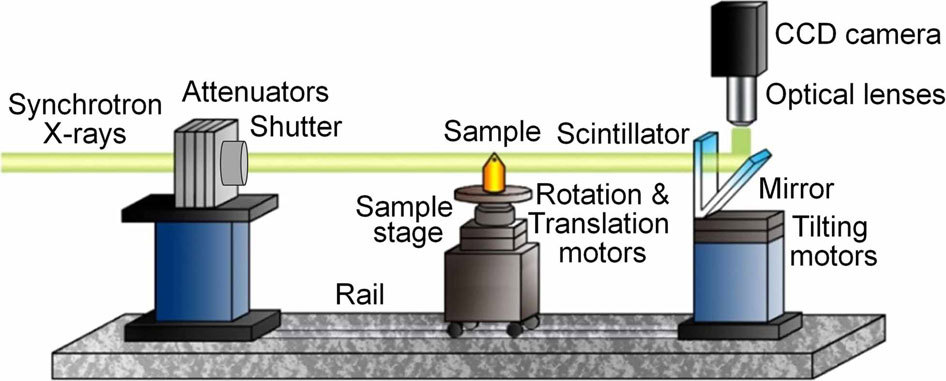 CCD camera
Optical lenses
Synchrotron
X-rays
Attenuators
Shutter
Sample
Scintillator
Mirror
Sample
stage
Rotation &
Translation
motors
Tilting
motors
Rail